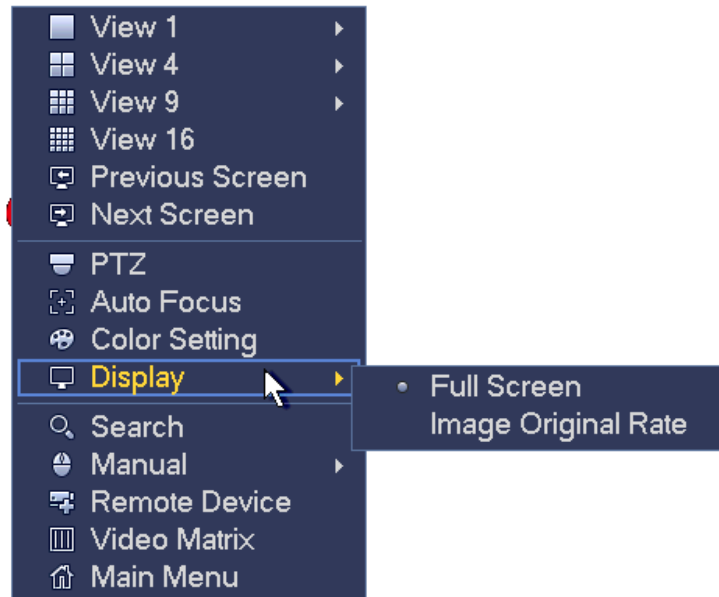 View 1
View 4
View 9
View 16
Previous Screen
Next Screen
PTZ
Auto Focus
Color Setting
Display
Full Screen
Image Original Rate
Search
Manual
Remote Device
Video Matrix
Main Menu